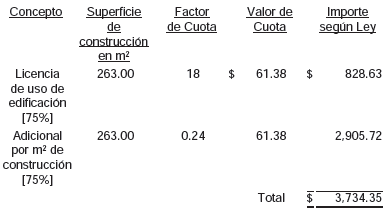 Concepto Superficie de construcción en m² Factor de Cuota Valor de Cuota Importe según Ley
Licencia de uso de edificación [75%] 263.00 18 $ 61.38 $ 828.63
Adicional por m² de construcción [75%] 263.00 0.24 61.38 2,905.72
Total $ 3,734.35